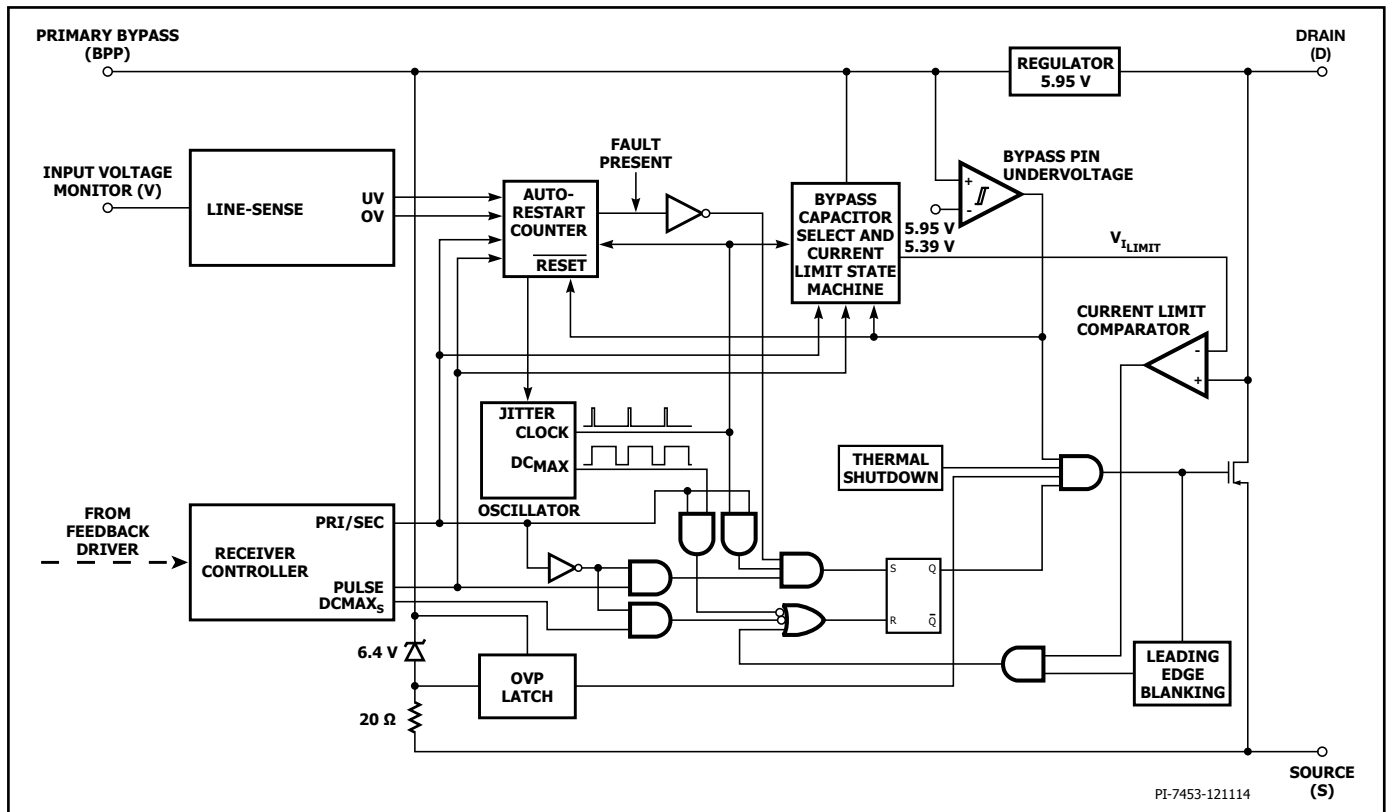 PRIMARY BYPASS
(BPP)
DRAIN
(D)
REGULATOR
5.95 V
INPUT VOLTAGE
MONITOR (V)
LINE-SENSE
UV
OV
FAULT
PRESENT
AUTO-
RESTART
COUNTER
RESET
BYPASS
CAPACITOR
SELECT AND
CURRENT
LIMIT STATE
MACHINE
+
-
5.95 V
5.39 V
BYPASS PIN
UNDERVOLTAGE
VILIMIT
CURRENT LIMIT
COMPARATOR
-
+
JITTER
CLOCK
DCMAX
OSCILLATOR
THERMAL
SHUTDOWN
FROM
FEEDBACK
DRIVER
RECEIVER
CONTROLLER
PRI/SEC
PULSE
DCMAXS
S Q
R Q̅
6.4 V
OVP
LATCH
20 Ω
LEADING
EDGE
BLANKING
SOURCE
(S)
PI-7453-121114